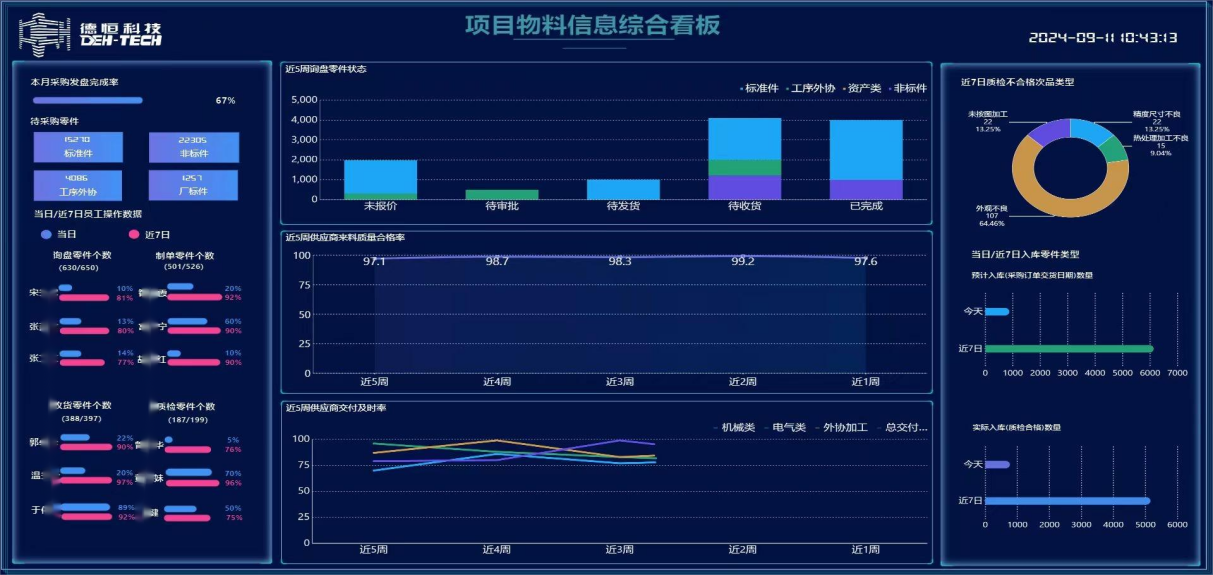 德恒科技
DEH-TECH
项目物料信息综合看板
2024-09-11 10:43:13
本月采购发盘完成率
67%
待采购零件
15270
标准件
22305
非标件
4086
工序外协
1257
厂标件
当日/近7日员工操作数据
当日
近7日
询盘零件个数
(630/650)
制单零件个数
(501/526)
宋
10%
81%
20%
92%
张
13%
80%
宁
60%
90%
张
14%
77%
红
10%
90%
收货零件个数
(388/397)
质检零件个数
(187/199)
郭
22%
90%
5%
76%
温
20%
97%
妹
70%
96%
于
89%
92%
50%
75%
近5周询盘零件状态
标准件 工序外协 资产类 非标件
5,000
4,000
3,000
2,000
1,000
0
未报价 待审批 待发货 待收货 已完成
近5周供应商来料质量合格率
100
75
50
25
0
97.1 98.7 98.3 99.2 97.6
近5周 近4周 近3周 近2周 近1周
近5周供应商交付及时率
机械类 电气类 外协加工 总交付...
100
75
50
25
0
近5周 近4周 近3周 近2周 近1周
近7日质检不合格次品类型
未按图加工
22
13.25%
精度尺寸不良
22
13.25%
热处理加工不良
15
9.04%
外观不良
107
64.46%
当日/近7日入库零件类型
预计入库(采购订单交货日期)数量
今天
近7日
0 1000 2000 3000 4000 5000 6000 7000
实际入库(质检合格)数量
今天
近7日
0 1000 2000 3000 4000 5000 6000